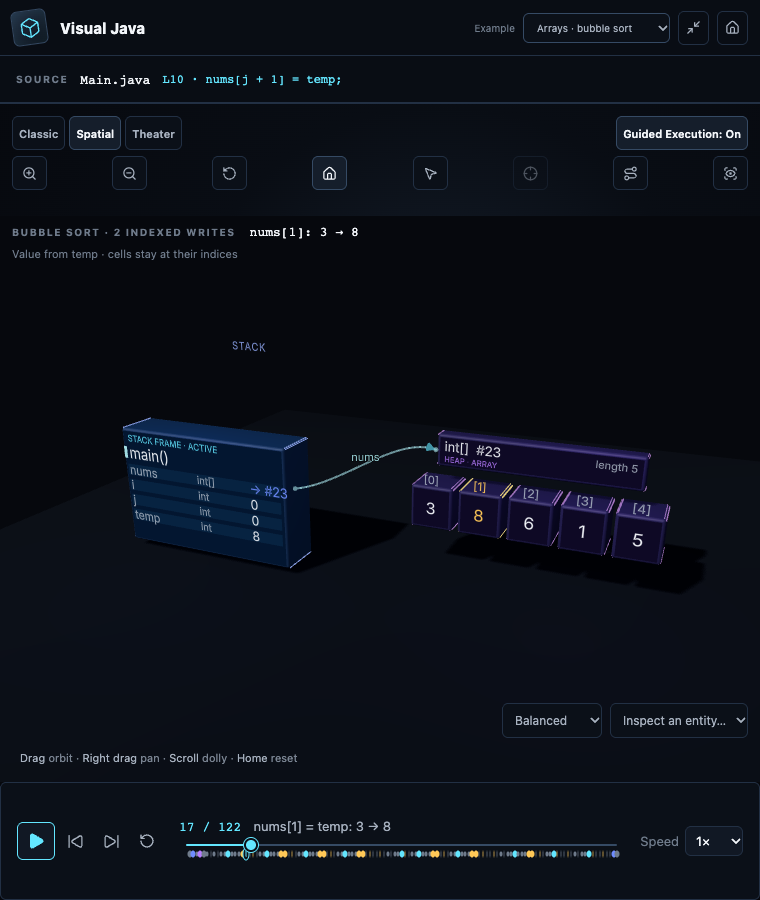 Visual Java
Example
Arrays · bubble sort
SOURCE Main.java L10 · nums[j + 1] = temp;
Classic
Spatial
Theater
Guided Execution: On
BUBBLE SORT · 2 INDEXED WRITES nums[1]: 3 → 8
Value from temp · cells stay at their indices
STACK
STACK FRAME · ACTIVE
main()
nums int[] → #23
i int 0
j int 0
temp int 8
nums
int[] #23
HEAP ARRAY
length 5
[0] [1] [2] [3] [4]
3 8 6 1 5
Balanced
Inspect an entity...
Drag orbit · Right drag pan · Scroll dolly · Home reset
17 / 122 nums[1] = temp: 3 → 8
Speed
1×